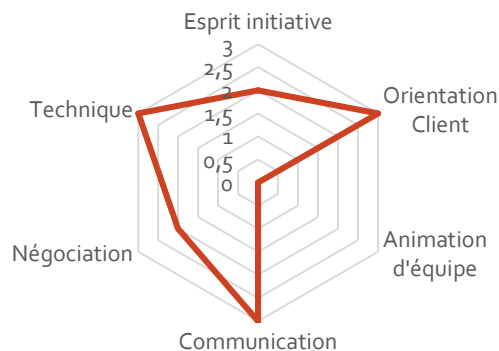 Esprit initiative
3
2,5
2
1,5
1
0,5
0
Orientation
Client
Animation
d'équipe
Communication
Négociation
Technique